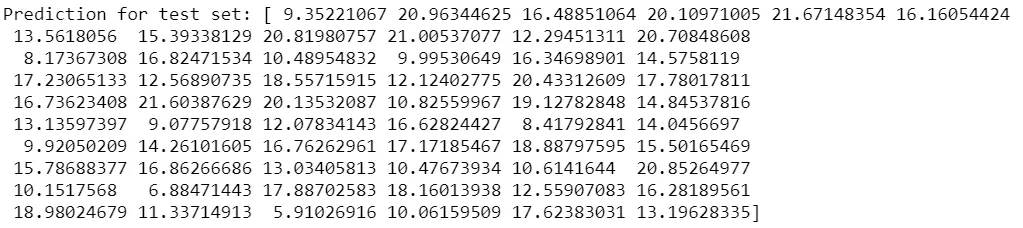 Prediction for test set: [ 9.35221067 20.96344625 16.48851064 20.10971005 21.67148354 16.16054424
13.5618056 15.39338129 20.81980757 21.00537077 12.29451311 20.70848608
8.17367308 16.82471534 10.48954832 9.99530649 16.34698901 14.5758119
17.23065133 12.56890735 18.55715915 12.12402775 20.43312609 17.78017811
16.73623408 21.60387629 20.13532087 10.82559967 19.12782848 14.84537816
13.13597397 9.07757918 12.07834143 16.62824427 8.41792841 14.0456697
9.92050209 14.26101605 16.76262961 17.17185467 18.88797595 15.50165469
15.78688377 16.86266686 13.03405813 10.47673934 10.6141644 20.85264977
10.1517568 6.88471443 17.88702583 18.16013938 12.55907083 16.28189561
18.98024679 11.33714913 5.91026916 10.06159509 17.62383031 13.19628335]